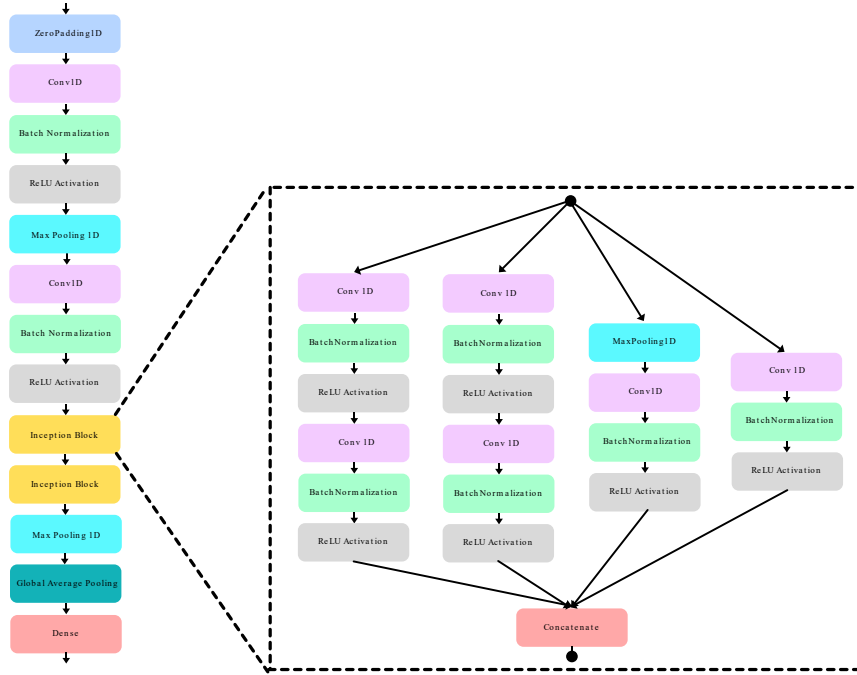 ZeroPadding1D
Conv1D
Batch Normalization
ReLU Activation
Max Pooling 1D
Conv1D
Batch Normalization
ReLU Activation
Inception Block
Inception Block
Max Pooling 1D
Global Average Pooling
Dense
Conv 1D
BatchNormalization
ReLU Activation
Conv 1D
BatchNormalization
ReLU Activation
Conv 1D
BatchNormalization
ReLU Activation
Conv 1D
BatchNormalization
ReLU Activation
MaxPooling1D
Conv1D
BatchNormalization
ReLU Activation
Conv 1D
BatchNormalization
ReLU Activation
Concatenate